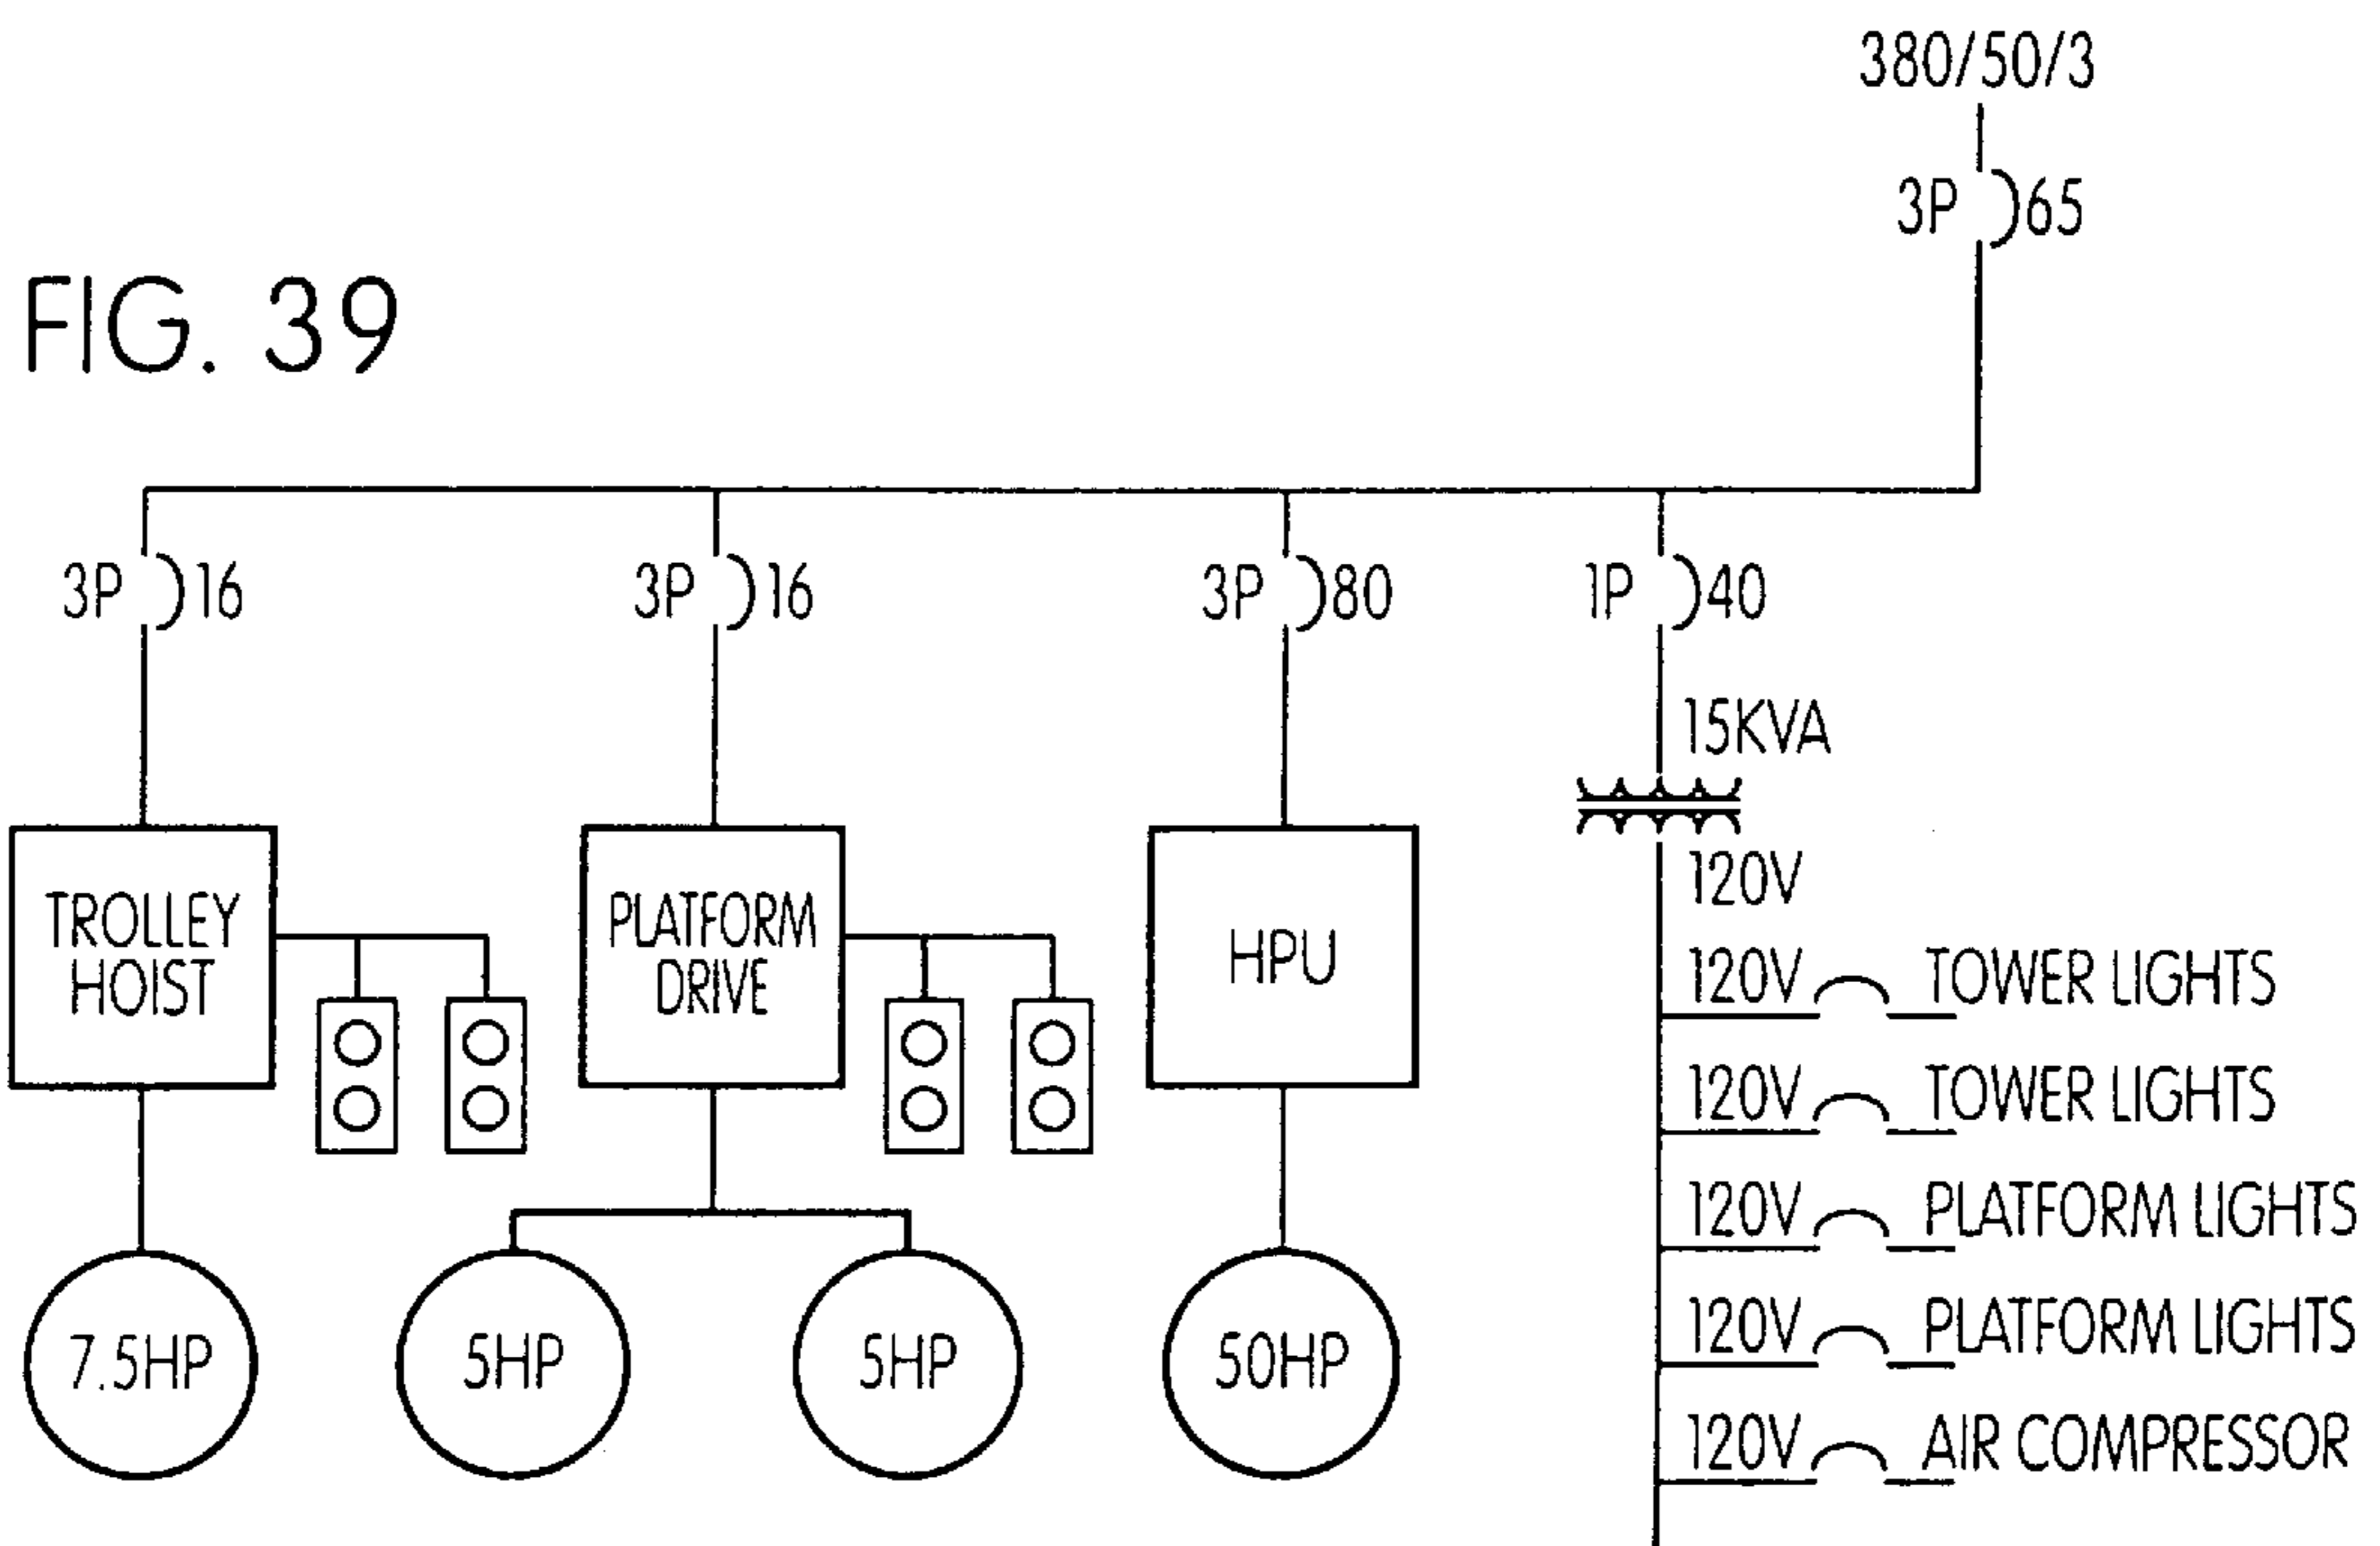 380/50/3
3P 65
FIG. 39
3P 16
3P 16
3P 80
1P 40
15KVA
120V
TROLLEY
HOIST
PLATFORM
DRIVE
HPU
120V TOWER LIGHTS
120V TOWER LIGHTS
120V PLATFORM LIGHTS
120V PLATFORM LIGHTS
120V AIR COMPRESSOR
7.5HP
5HP
5HP
50HP